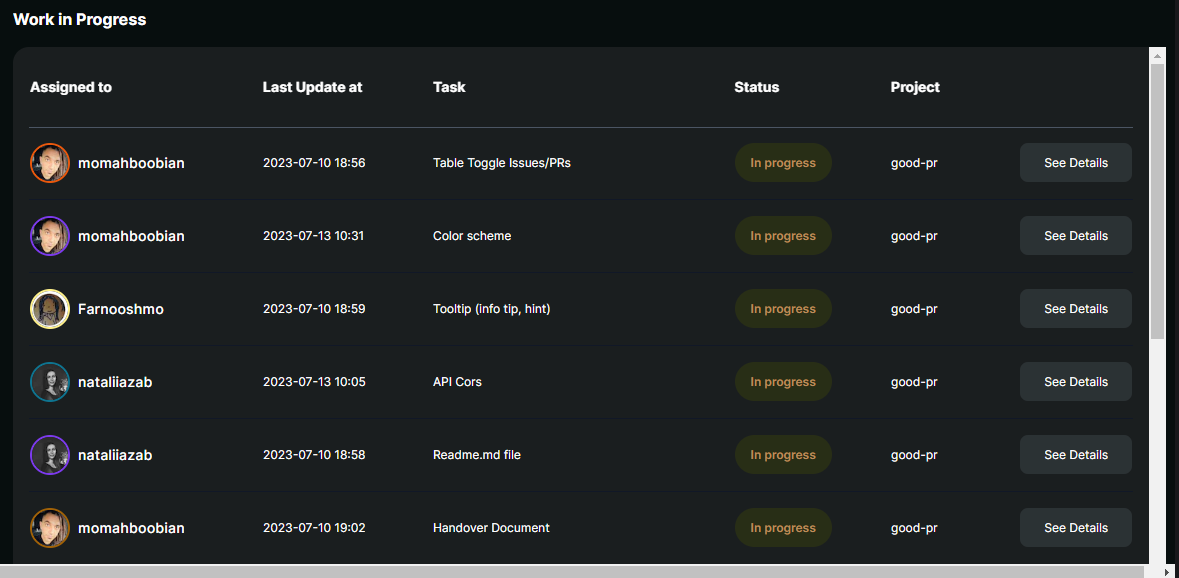 Work in Progress
Assigned to Last Update at Task Status Project
momahboobian 2023-07-10 18:56 Table Toggle Issues/PRs In progress good-pr See Details
momahboobian 2023-07-13 10:31 Color scheme In progress good-pr See Details
Farnooshmo 2023-07-10 18:59 Tooltip (info tip, hint) In progress good-pr See Details
nataliiazab 2023-07-13 10:05 API Cors In progress good-pr See Details
nataliiazab 2023-07-10 18:58 Readme.md file In progress good-pr See Details
momahboobian 2023-07-10 19:02 Handover Document In progress good-pr See Details